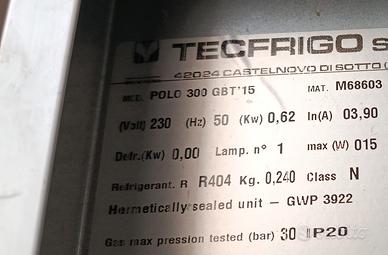 TECFRIGO S
42024 CASTELNOVO DI SOTTO (
MOD. POLO 300 GBT'15 MAT. M68603
(Volt) 230 (Hz) 50 (Kw) 0,62 In(A) 03,90
Defr.(Kw) 0,00 Lamp. n° 1 max (W) 015
Refrigerant. R R404 Kg. 0,240 Class N
Hermetically sealed unit - GWP 3922
Gas max pression tested (bar) 30 IP20